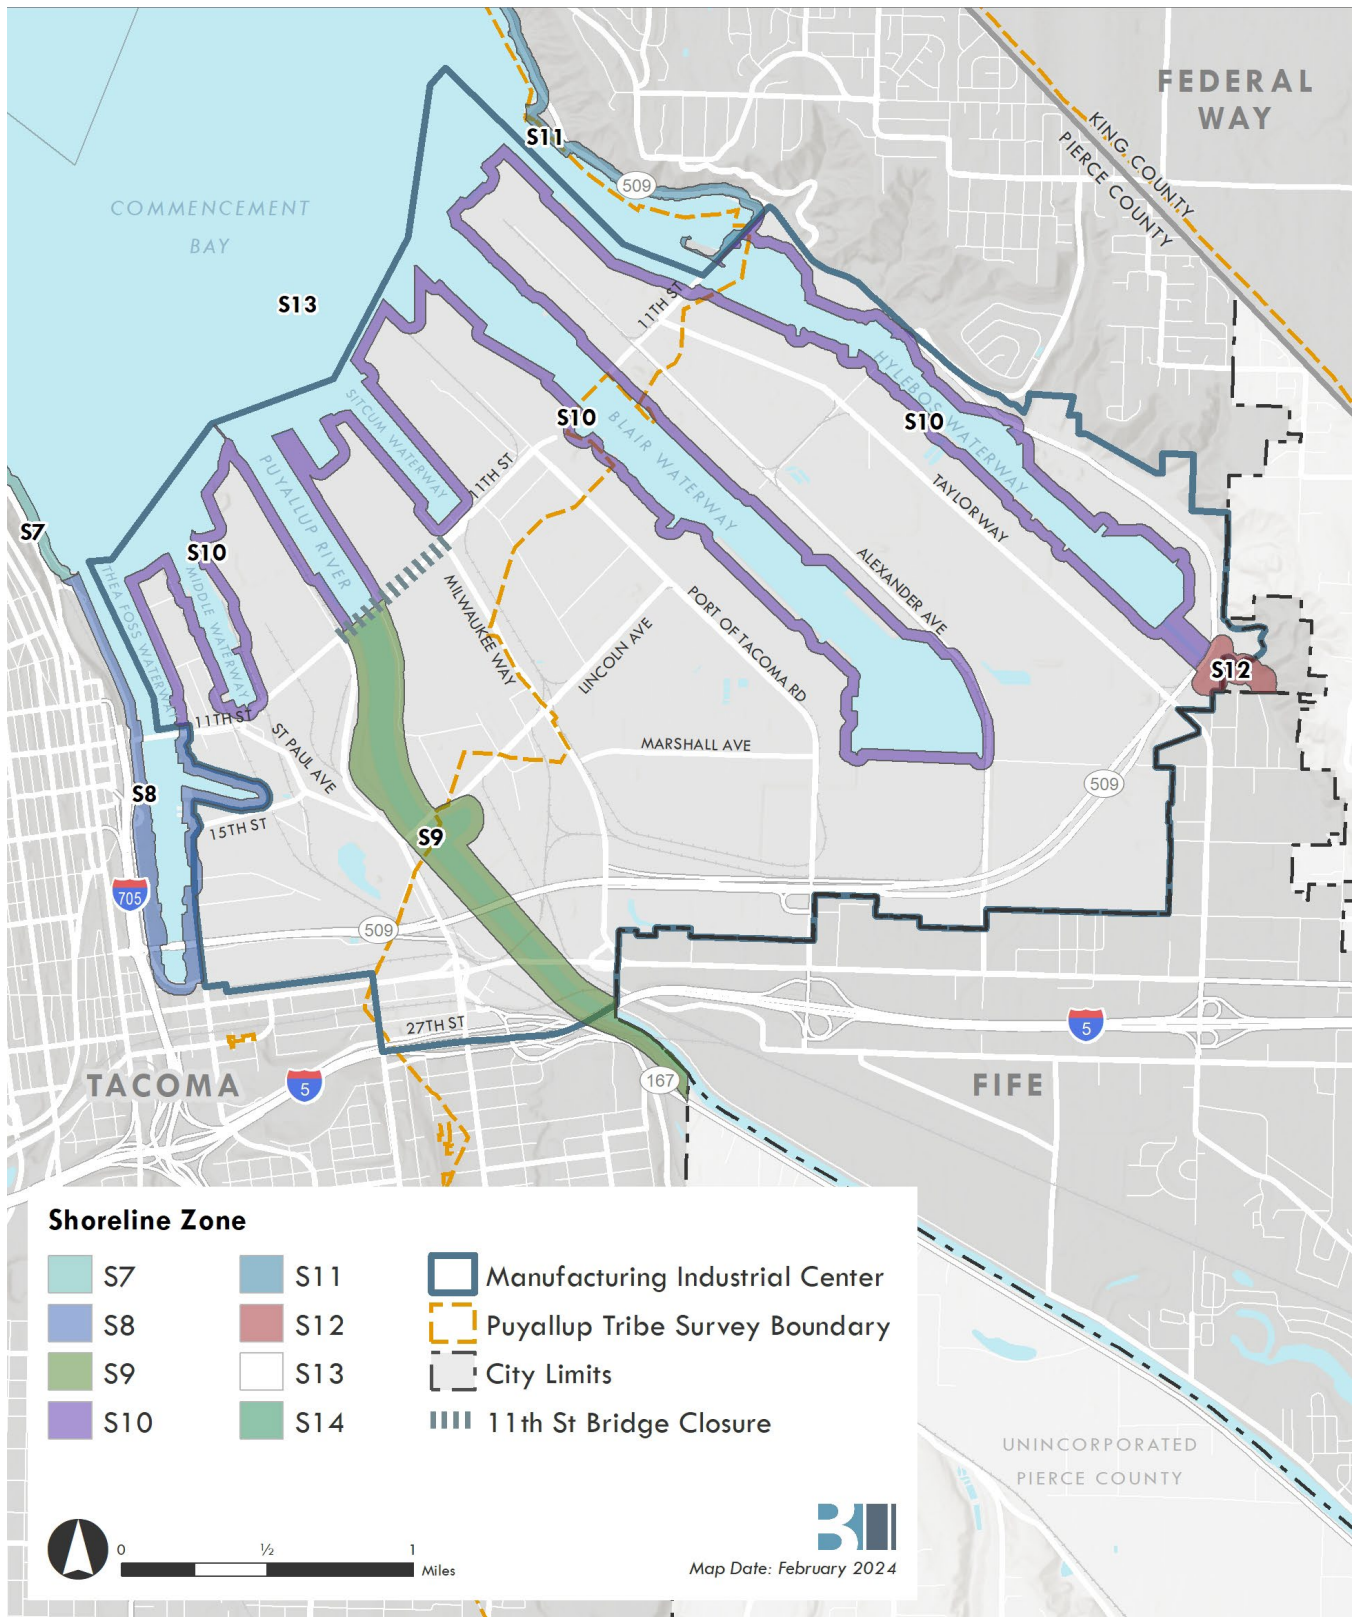 FEDERAL
WAY
KING COUNTY
PIERCE COUNTY
S11
509
COMMENCEMENT
BAY
S13
11TH ST
HYLEBOS WATERWAY
S10
SITCUM WATERWAY
S10
BLAIR WATERWAY
PUYALLUP RIVER
11TH ST
TAYLOR WAY
S7
S10
THEA FOSS WATERWAY
MIDDLE WATERWAY
MILWAUKEE WAY
ALEXANDER AVE
PORT OF TACOMA RD
LINCOLN AVE
S12
11TH ST
ST PAUL AVE
MARSHALL AVE
509
S8
15TH ST
S9
705
509
27TH ST
5
TACOMA
5
167
FIFE
Shoreline Zone
S7
S8
S9
S10
S11
S12
S13
S14
Manufacturing Industrial Center
Puyallup Tribe Survey Boundary
City Limits
11th St Bridge Closure
UNINCORPORATED
PIERCE COUNTY
0 ½ 1
Miles
Map Date: February 2024